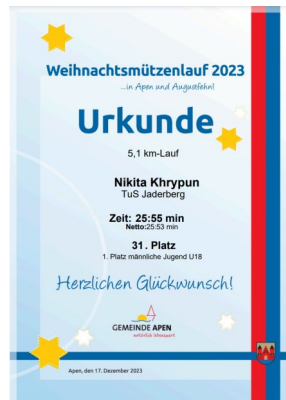 Weihnachtsmützenlauf 2023
...in Apen und Augustfehn!
Urkunde
5,1 km-Lauf
Nikita Khrypun
TuS Jaderberg
Zeit: 25:55 min
Netto:25:53 min
31. Platz
1. Platz männliche Jugend U18
Herzlichen Glückwunsch!
GEMEINDE APEN
natürlich lebenswert
Apen, den 17. Dezember 2023